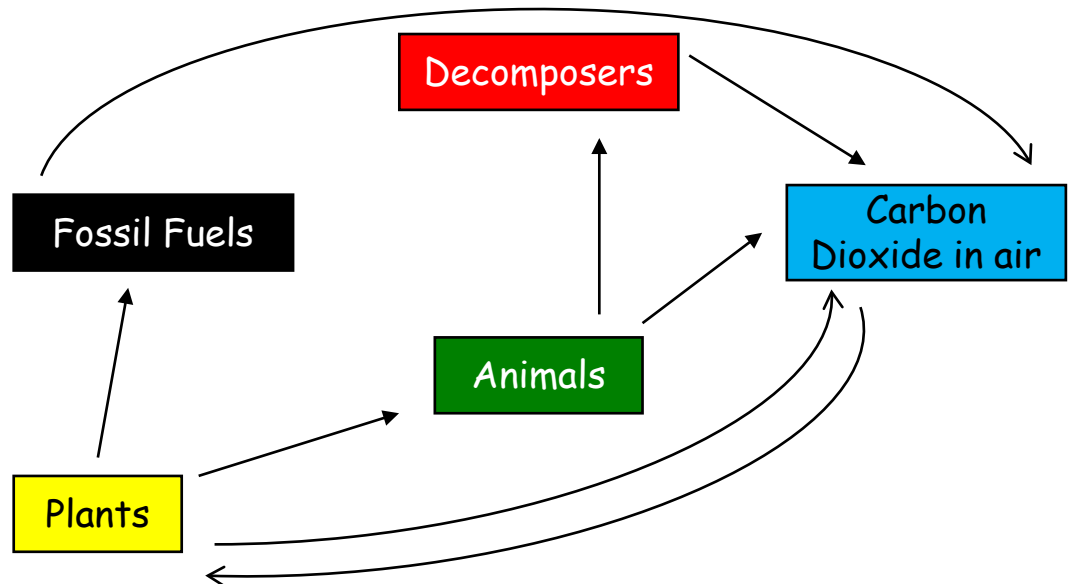 Decomposers
Fossil Fuels
Carbon
Dioxide in air
Animals
Plants